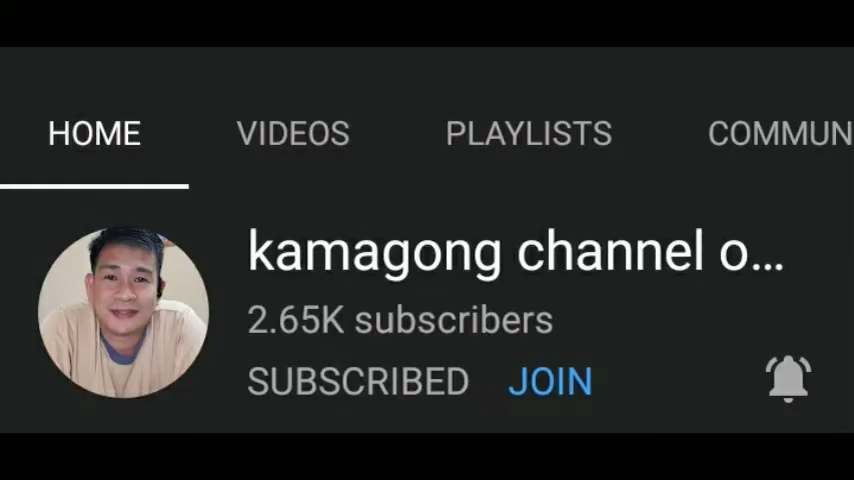 HOME VIDEOS PLAYLISTS COMMUN
kamagong channel o...
2.65K subscribers
SUBSCRIBED JOIN